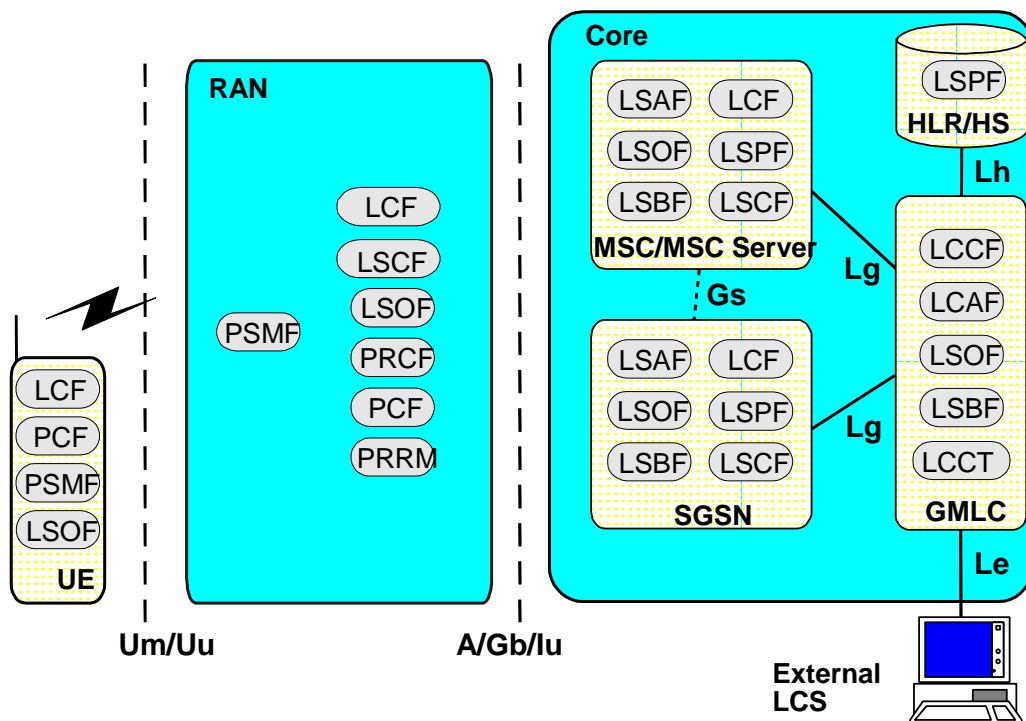 Core
RAN
LSAF
LCF
LSOF
LSPF
LSBF
LSCF
MSC/MSC Server
LSPF
HLR/HS
Lh
Lg
Gs
LCF
LSCF
LSOF
PRCF
PCF
PRRM
PSMF
LCF
PCF
PSMF
LSOF
UE
LSAF
LCF
LSOF
LSPF
LSBF
LSCF
SGSN
Lg
LCCF
LCAF
LSOF
LSBF
LCCT
GMLC
Le
Um/Uu
A/Gb/Iu
External
LCS